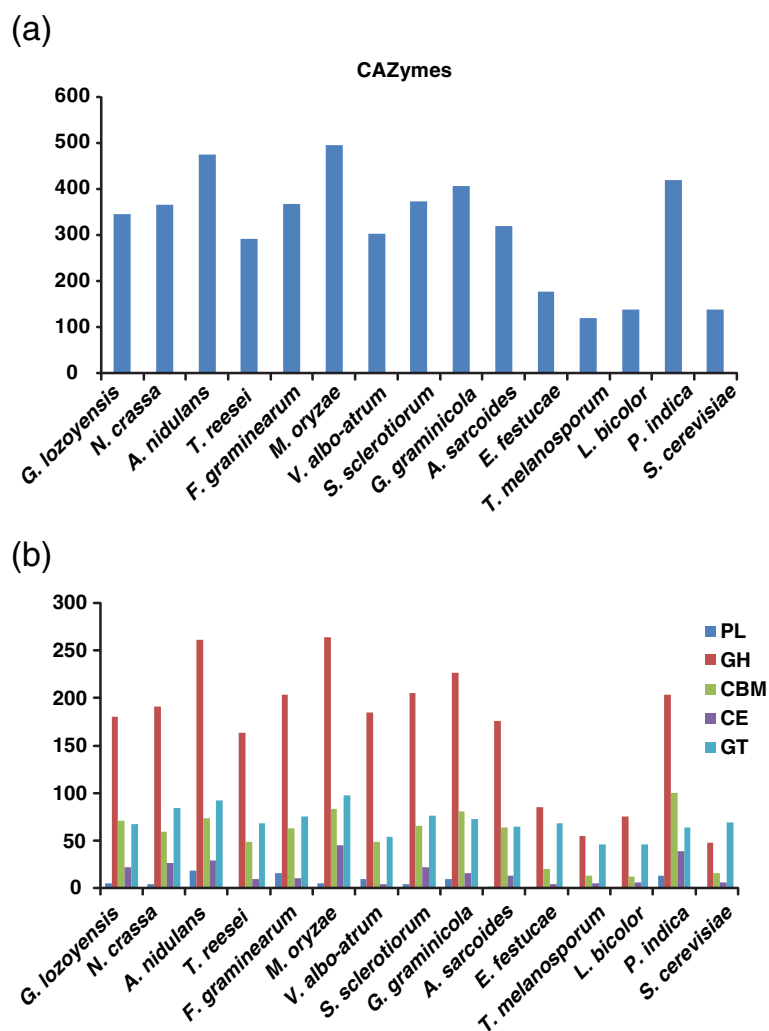 (a)
CAZymes
600
500
400
300
200
100
0
G. lozoyensis
N. crassa
A. nidulans
T. reesei
F. graminearum
M. oryzae
V. albo-atrum
S. sclerotiorum
G. graminicola
A. sarcoides
E. festucae
T. melanosporum
L. bicolor
P. indica
S. cerevisiae
(b)
300
250
200
150
100
50
0
PL
GH
CBM
CE
GT
G. lozoyensis
N. crassa
A. nidulans
T. reesei
F. graminearum
M. oryzae
V. albo-atrum
S. sclerotiorum
G. graminicola
A. sarcoides
E. festucae
T. melanosporum
L. bicolor
P. indica
S. cerevisiae